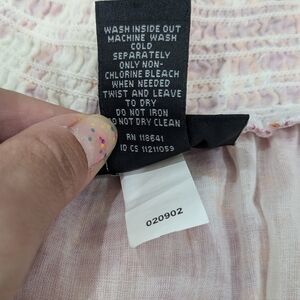 WASH INSIDE OUT
MACHINE WASH
COLD
SEPARATELY
ONLY NON-
CHLORINE BLEACH
WHEN NEEDED
TWIST AND LEAVE
TO DRY
DO NOT IRON
DO NOT DRY CLEAN
RN 118641
ID CS 11211059
020902